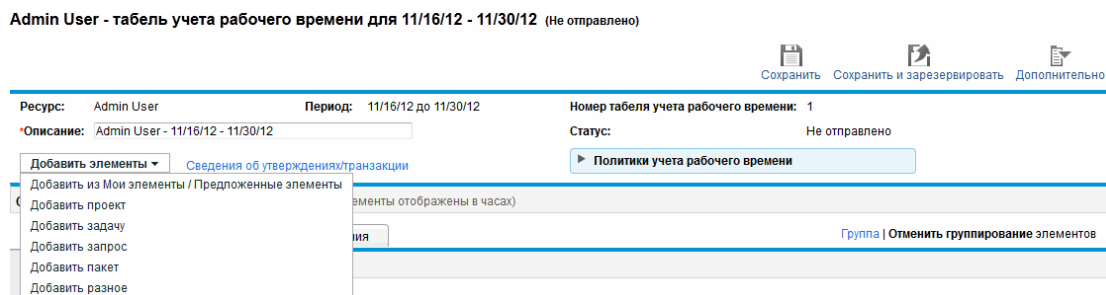 Admin User - табель учета рабочего времени для 11/16/12 - 11/30/12 (Не отправлено)
Сохранить Сохранить и зарезервировать Дополнительно
Ресурс: Admin User Период: 11/16/12 до 11/30/12 Номер табеля учета рабочего времени: 1
*Описание: Admin User - 11/16/12 - 11/30/12 Статус: Не отправлено
Добавить элементы Сведения об утверждениях/транзакции Политики учета рабочего времени
Добавить из Мои элементы / Предложенные элементы
Добавить проект ементы отображены в часах)
Добавить задачу
ия Группа | Отменить группирование элементов
Добавить запрос
Добавить пакет
Добавить разное